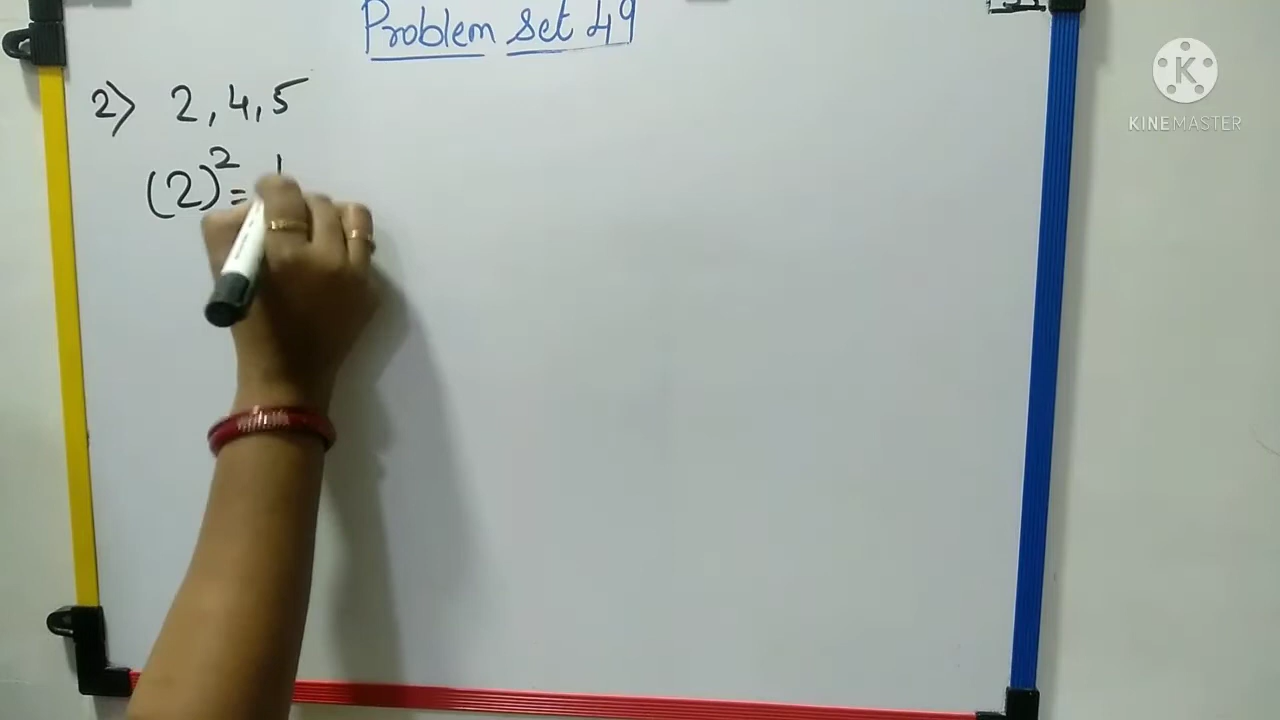 Problem set 49
2) 2, 4, 5
(2)² =
K
KINEMASTER